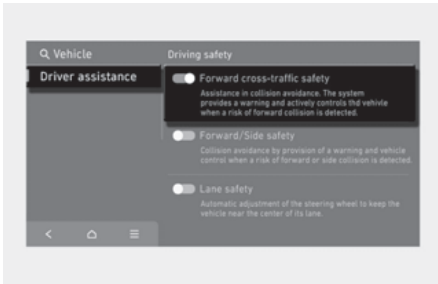 Vehicle
Driving safety
Driver assistance
Forward cross-traffic safety
Assistance in collision avoidance. The system
provides a warning and actively controls thd vehivle
when a risk of forward collision is detected.
Forward/Side safety
Collision avoidance by provision of a warning and vehicle
control when a risk of forward or side collision is detected.
Lane safety
Automatic adjustment of the steering wheel to keep the
vehicle near the center of its lane.